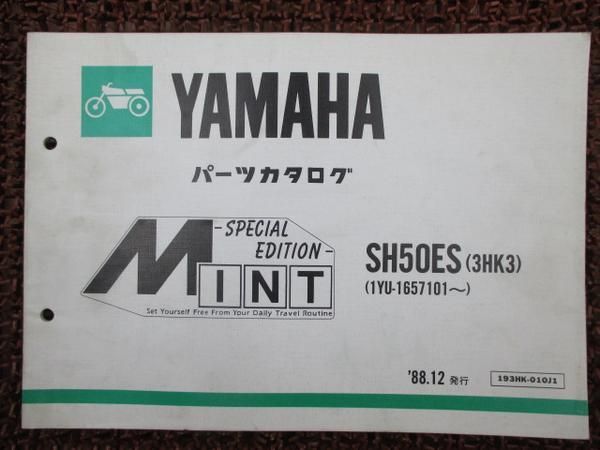 YAMAHA
パーツカタログ
-SPECIAL
EDITION-
MINT
Set Yourself Free From Your Daily Travel Routine
SH50ES (3HK3)
(1YU-1657101～)
'88.12 発行
193HK-010J1